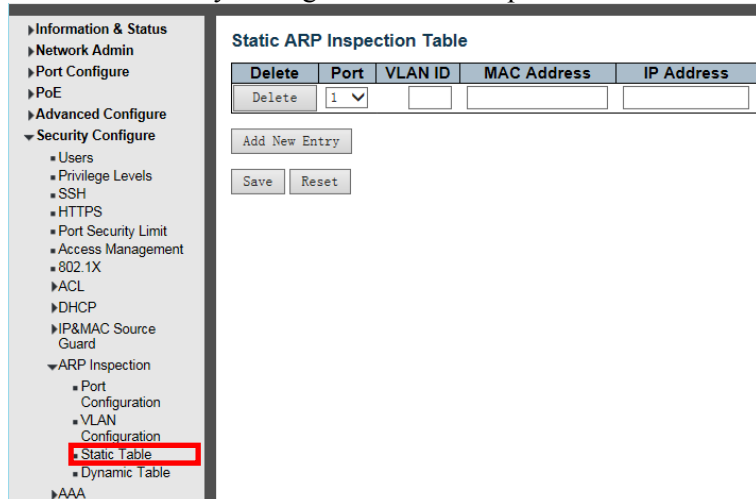 Information & Status
Network Admin
Port Configure
PoE
Advanced Configure
Security Configure
Users
Privilege Levels
SSH
HTTPS
Port Security Limit
Access Management
802.1X
ACL
DHCP
IP&MAC Source
Guard
ARP Inspection
Port
Configuration
VLAN
Configuration
Static Table
Dynamic Table
AAA
Static ARP Inspection Table
Delete Port VLAN ID MAC Address IP Address
Delete 1
Add New Entry
Save Reset